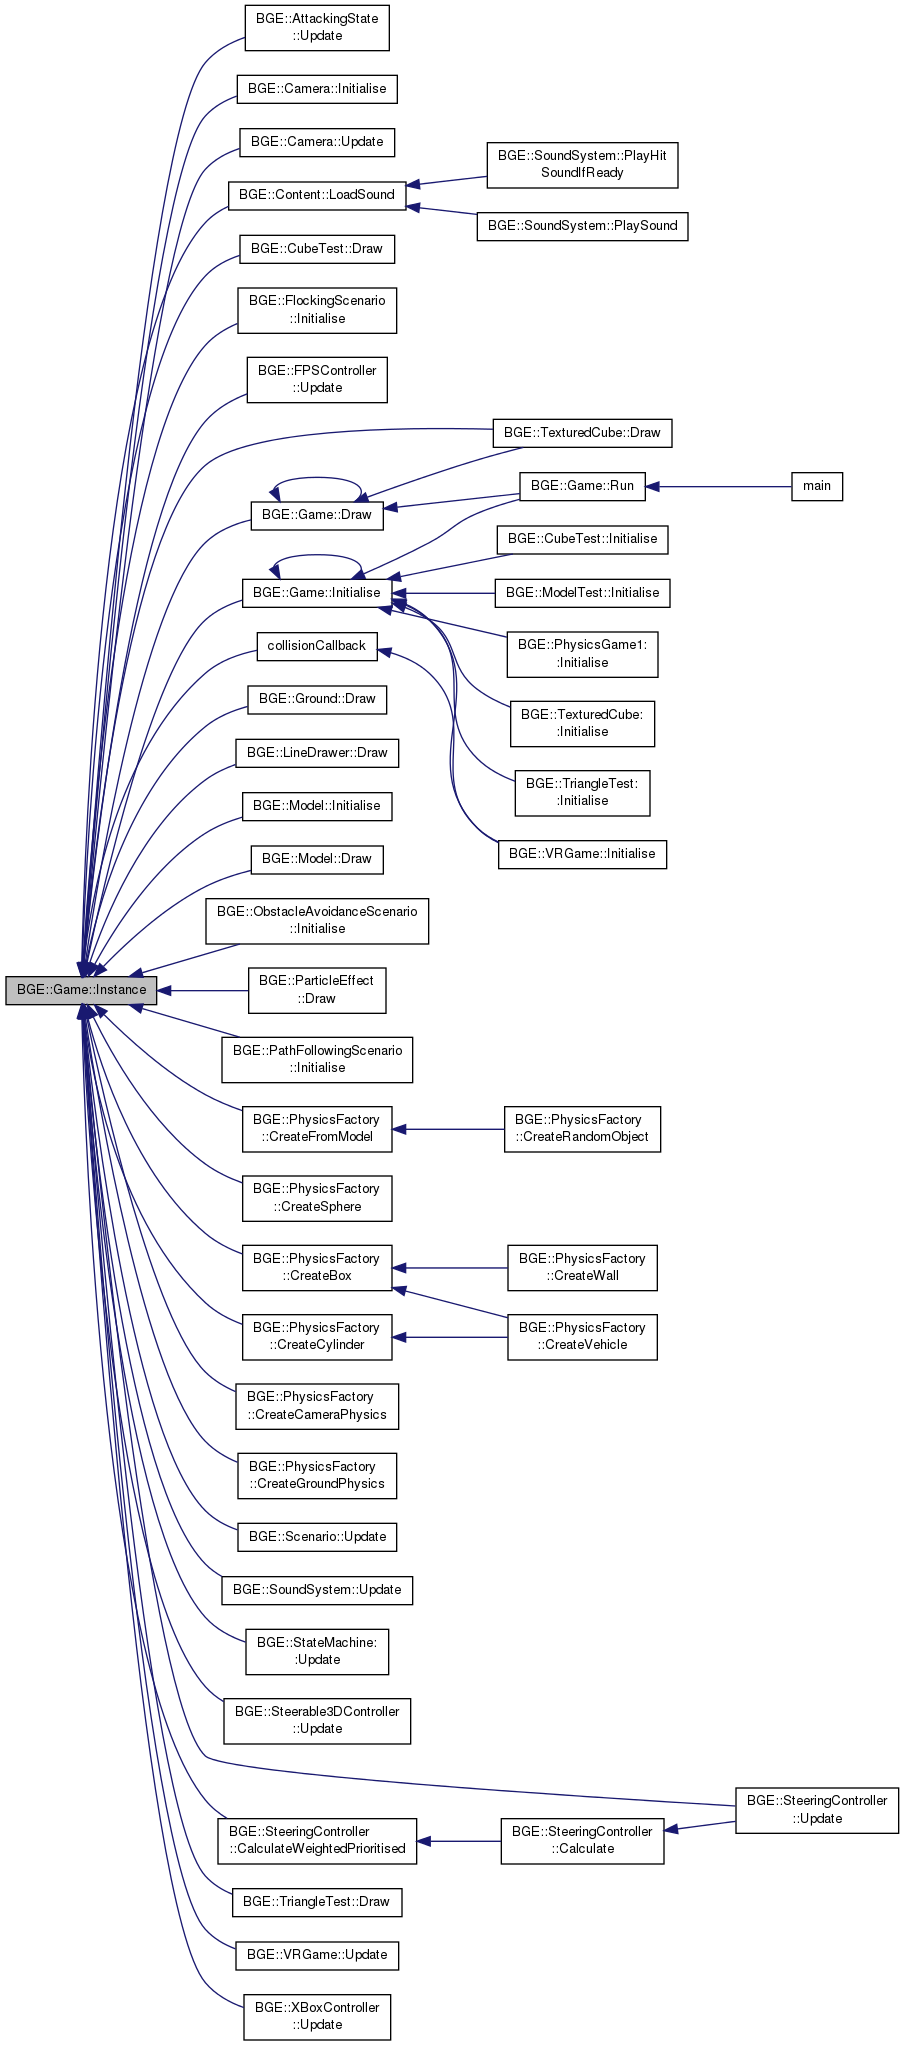 BGE::AttackingState
::Update
BGE::Camera::Initialise
BGE::Camera::Update
BGE::SoundSystem::PlayHit
SoundIfReady
BGE::Content::LoadSound
BGE::SoundSystem::PlaySound
BGE::CubeTest::Draw
BGE::FlockingScenario
::Initialise
BGE::FPSController
::Update
BGE::TexturedCube::Draw
BGE::Game::Run
main
BGE::Game::Draw
BGE::CubeTest::Initialise
BGE::Game::Initialise
BGE::ModelTest::Initialise
collisionCallback
BGE::PhysicsGame1:
:Initialise
BGE::Ground::Draw
BGE::TexturedCube:
:Initialise
BGE::LineDrawer::Draw
BGE::TriangleTest:
:Initialise
BGE::Model::Initialise
BGE::VRGame::Initialise
BGE::Model::Draw
BGE::ObstacleAvoidanceScenario
::Initialise
BGE::Game::Instance
BGE::ParticleEffect
::Draw
BGE::PathFollowingScenario
::Initialise
BGE::PhysicsFactory
::CreateFromModel
BGE::PhysicsFactory
::CreateRandomObject
BGE::PhysicsFactory
::CreateSphere
BGE::PhysicsFactory
::CreateBox
BGE::PhysicsFactory
::CreateWall
BGE::PhysicsFactory
::CreateCylinder
BGE::PhysicsFactory
::CreateVehicle
BGE::PhysicsFactory
::CreateCameraPhysics
BGE::PhysicsFactory
::CreateGroundPhysics
BGE::Scenario::Update
BGE::SoundSystem::Update
BGE::StateMachine:
:Update
BGE::Steerable3DController
::Update
BGE::SteeringController
::Update
BGE::SteeringController
::CalculateWeightedPrioritised
BGE::SteeringController
::Calculate
BGE::TriangleTest::Draw
BGE::VRGame::Update
BGE::XBoxController
::Update